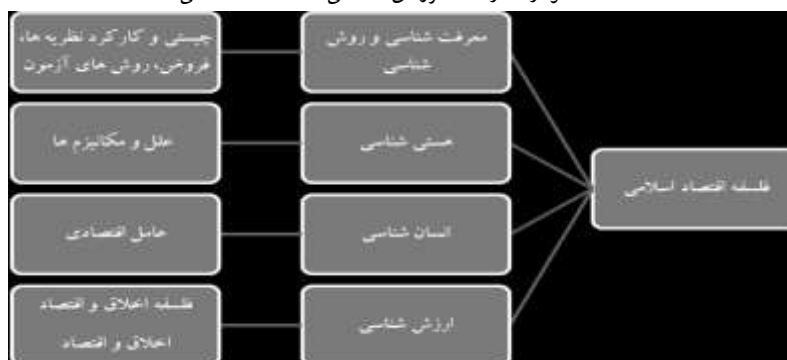 فلسفه اقتصاد اسلامی
معرفت شناسی و روش
شناسی
چیستی و کارکرد نظریه ها،
فروض، روش های آزمون
هستی شناسی
علل و مکانیزم ها
انسان شناسی
عامل اقتصادی
ارزش شناسی
فلسفه اخلاق و اقتصاد
اخلاق و اقتصاد